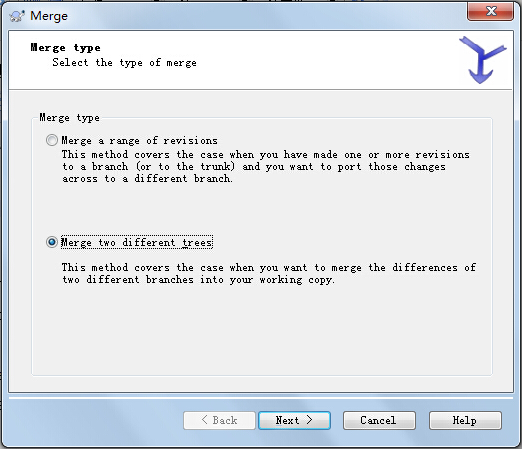 Merge
Merge type
Select the type of merge
Merge type
Merge a range of revisions
This method covers the case when you have made one or more revisions
to a branch (or to the trunk) and you want to port those changes
across to a different branch.
Merge two different trees
This method covers the case when you want to merge the differences of
two different branches into your working copy.
< Back
Next >
Cancel
Help